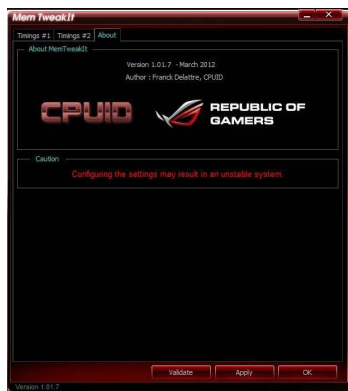 Mem TweakIt
Timings #1 Timings #2 About
About MemTweakIt
Version 1.01.7 - March 2012
Author : Franck Delattre, CPUID
CPUID
REPUBLIC OF
GAMERS
Caution
Configuring the settings may result in an unstable system.
Validate Apply OK
Version 1.01.7